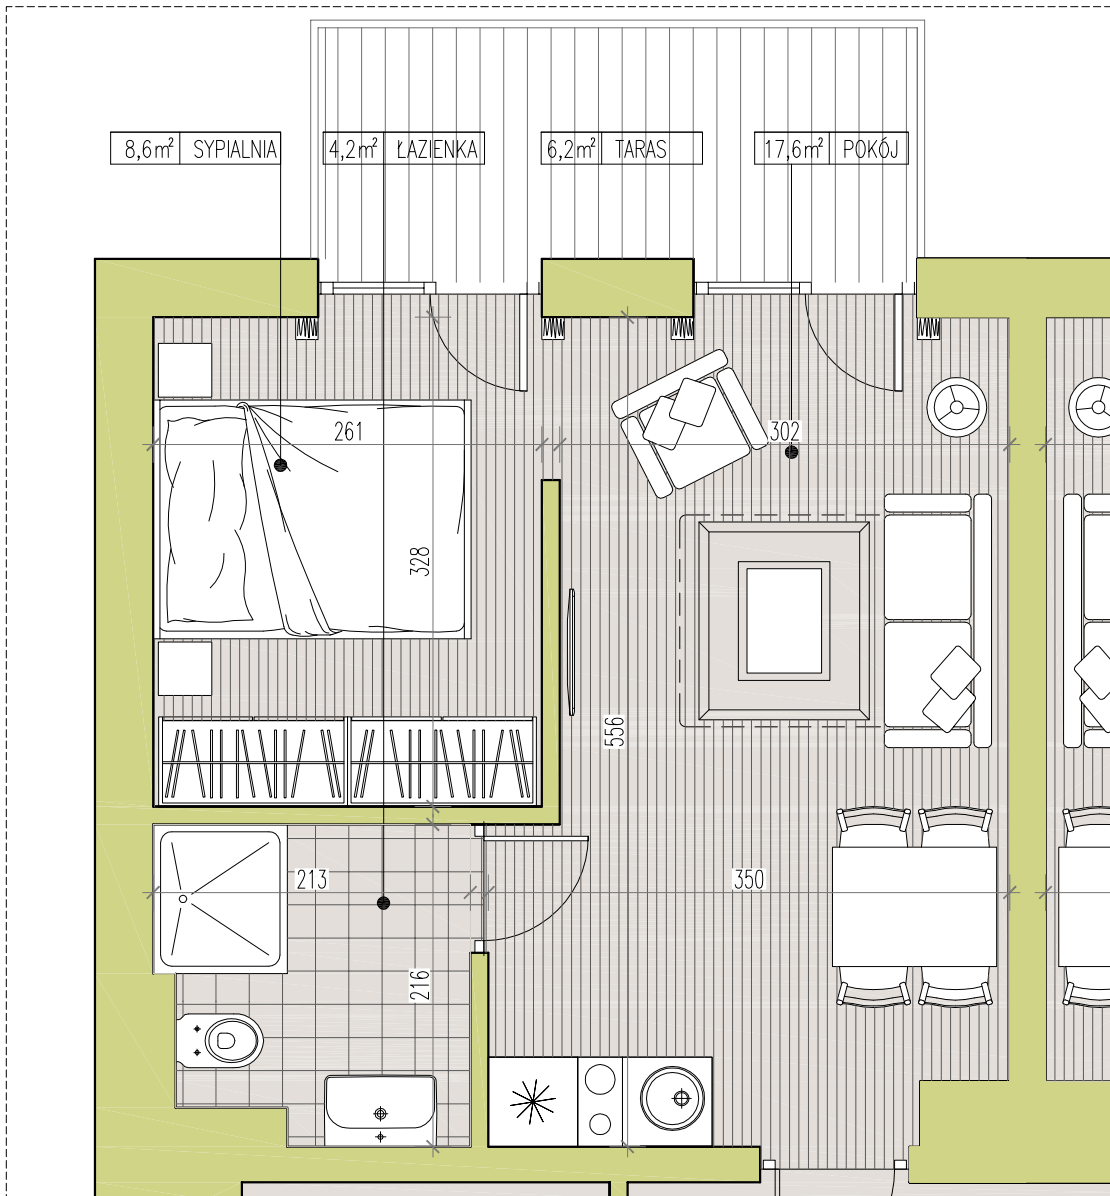 8,6m² SYPIALNIA
4,2m² ŁAZIENKA
6,2m² TARAS
17,6m² POKÓJ
261
302
328
556
213
350
216